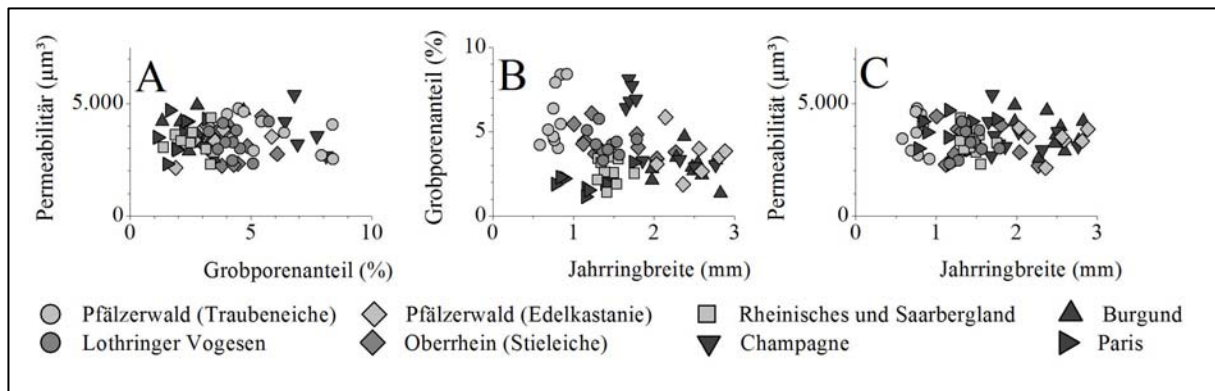 A
B
C
Permeabilitär (µm³)
5.000
0
0
5
10
Grobporenanteil (%)
Grobporenanteil (%)
10
5
0
0
1
2
3
Jahrringbreite (mm)
Permeabilität (µm³)
5.000
0
0
1
2
3
Jahrringbreite (mm)
Pfälzerwald (Traubeneiche)
Pfälzerwald (Edelkastanie)
Rheinisches und Saarbergland
Burgund
Lothringer Vogesen
Oberrhein (Stieleiche)
Champagne
Paris